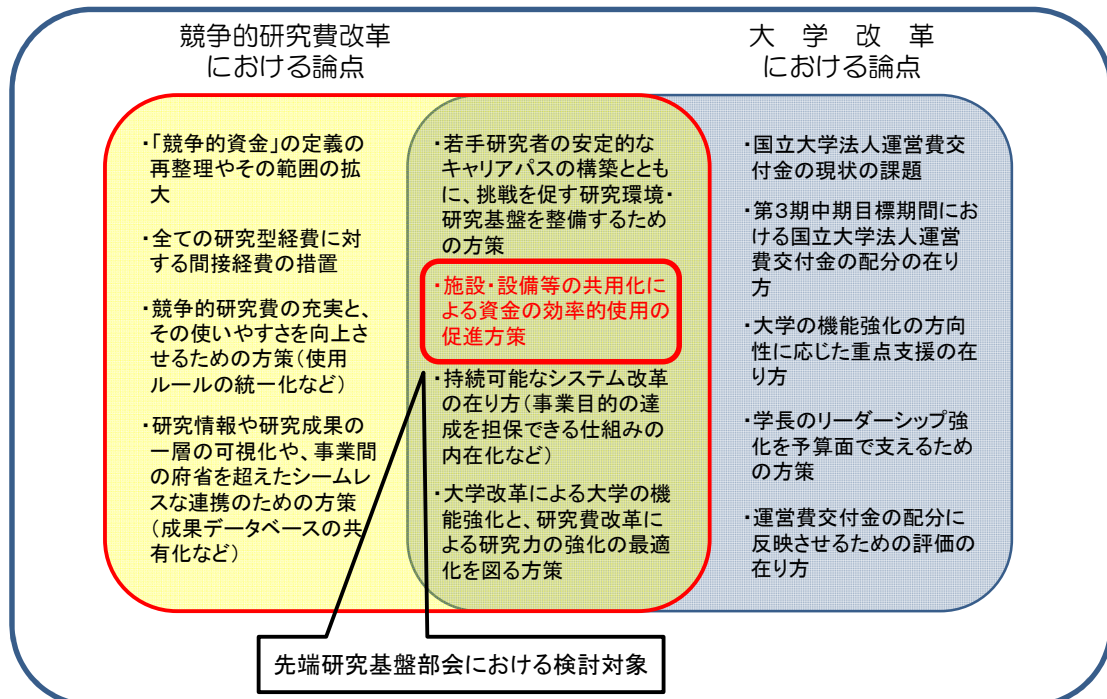 競争的研究費改革
における論点
大 学 改 革
における論点
・「競争的資金」の定義の
再整理やその範囲の拡
大
・全ての研究型経費に対
する間接経費の措置
・競争的研究費の充実と、
その使いやすさを向上さ
せるための方策(使用
ルールの統一化など)
・研究情報や研究成果の
一層の可視化や、事業間
の府省を超えたシームレ
スな連携のための方策
(成果データベースの共
有化など)
・若手研究者の安定的な
キャリアパスの構築ととも
に、挑戦を促す研究環境・
研究基盤を整備するため
の方策
・施設・設備等の共用化に
よる資金の効率的使用の
促進方策
・持続可能なシステム改革
の在り方(事業目的の達
成を担保できる仕組みの
内在化など)
・大学改革による大学の機
能強化と、研究費改革に
よる研究力の強化の最適
化を図る方策
・国立大学法人運営費交
付金の現状の課題
・第3期中期目標期間にお
ける国立大学法人運営
費交付金の配分の在り
方
・大学の機能強化の方向
性に応じた重点支援の在
り方
・学長のリーダーシップ強
化を予算面で支えるため
の方策
・運営費交付金の配分に
反映させるための評価の
在り方
先端研究基盤部会における検討対象